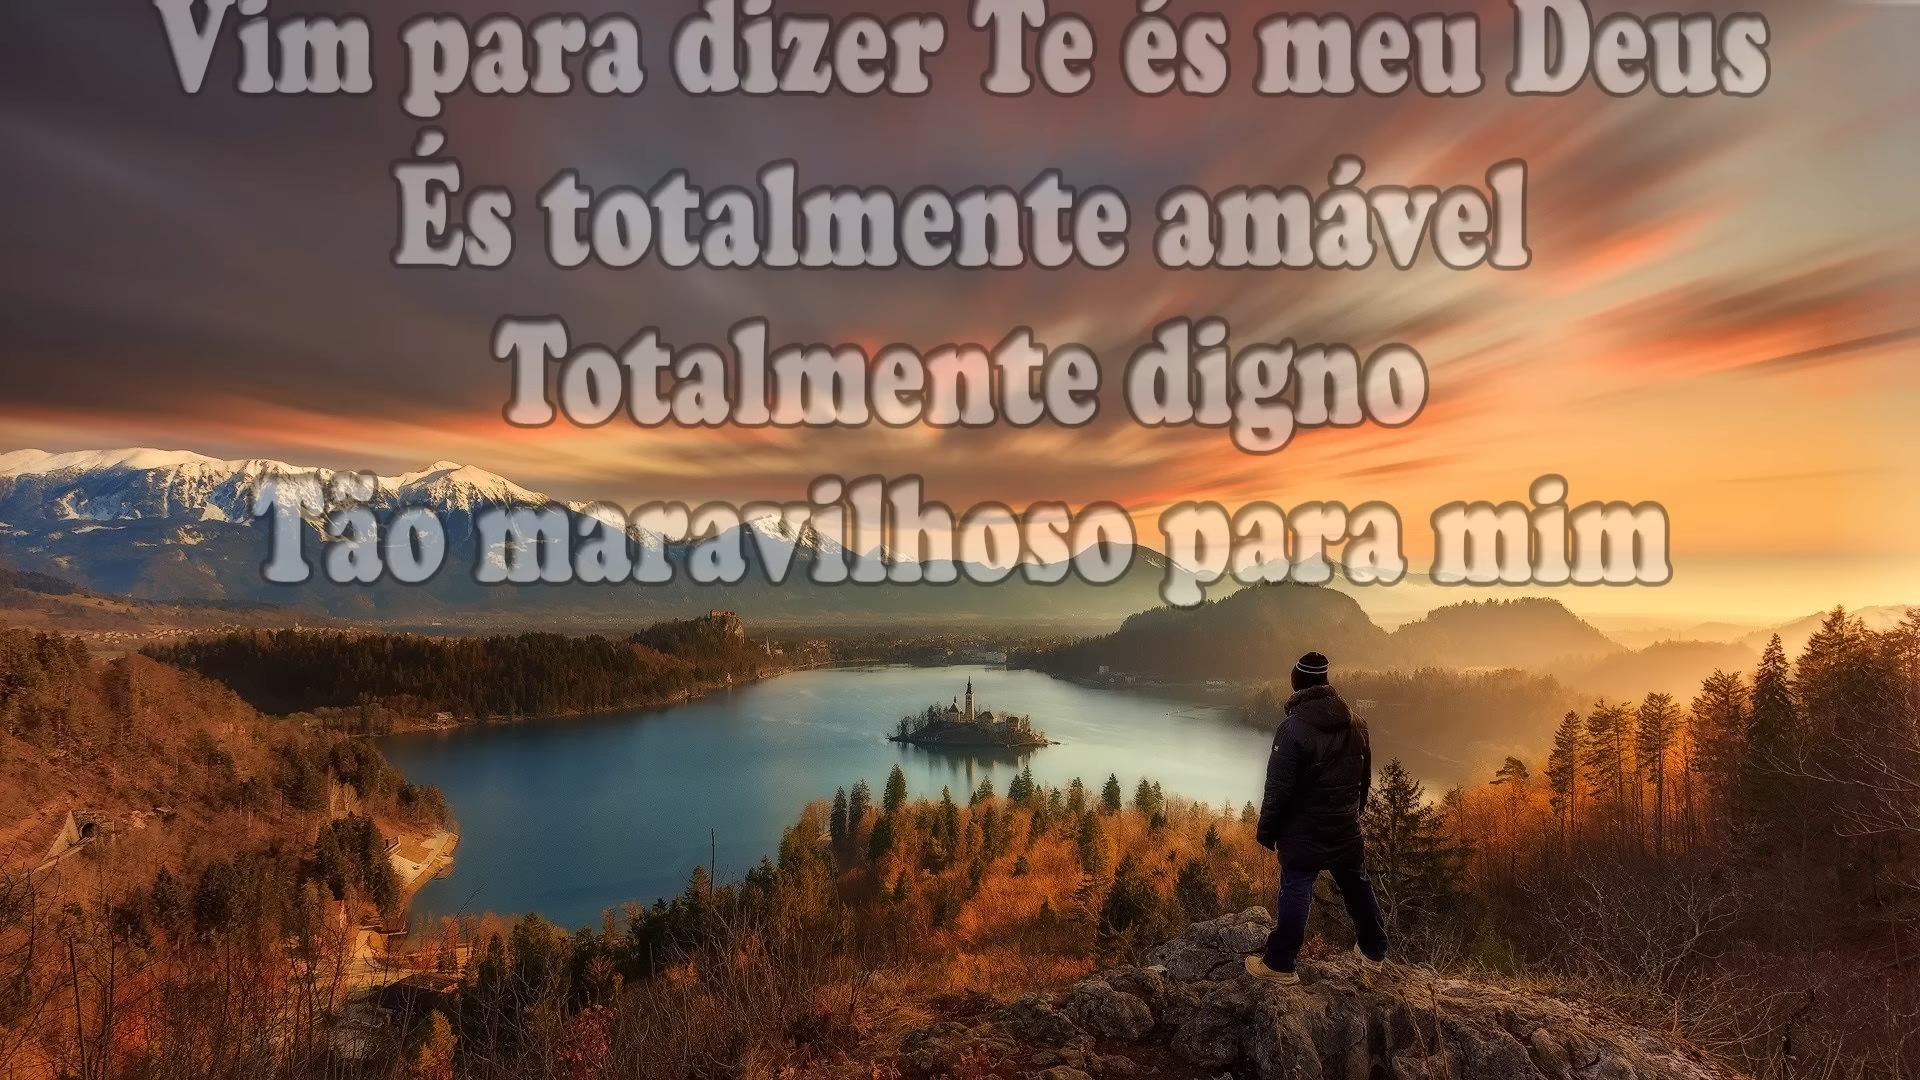 Vim para dizer Te és meu Deus
És totalmente amável
Totalmente digno
Tão maravilhoso para mim